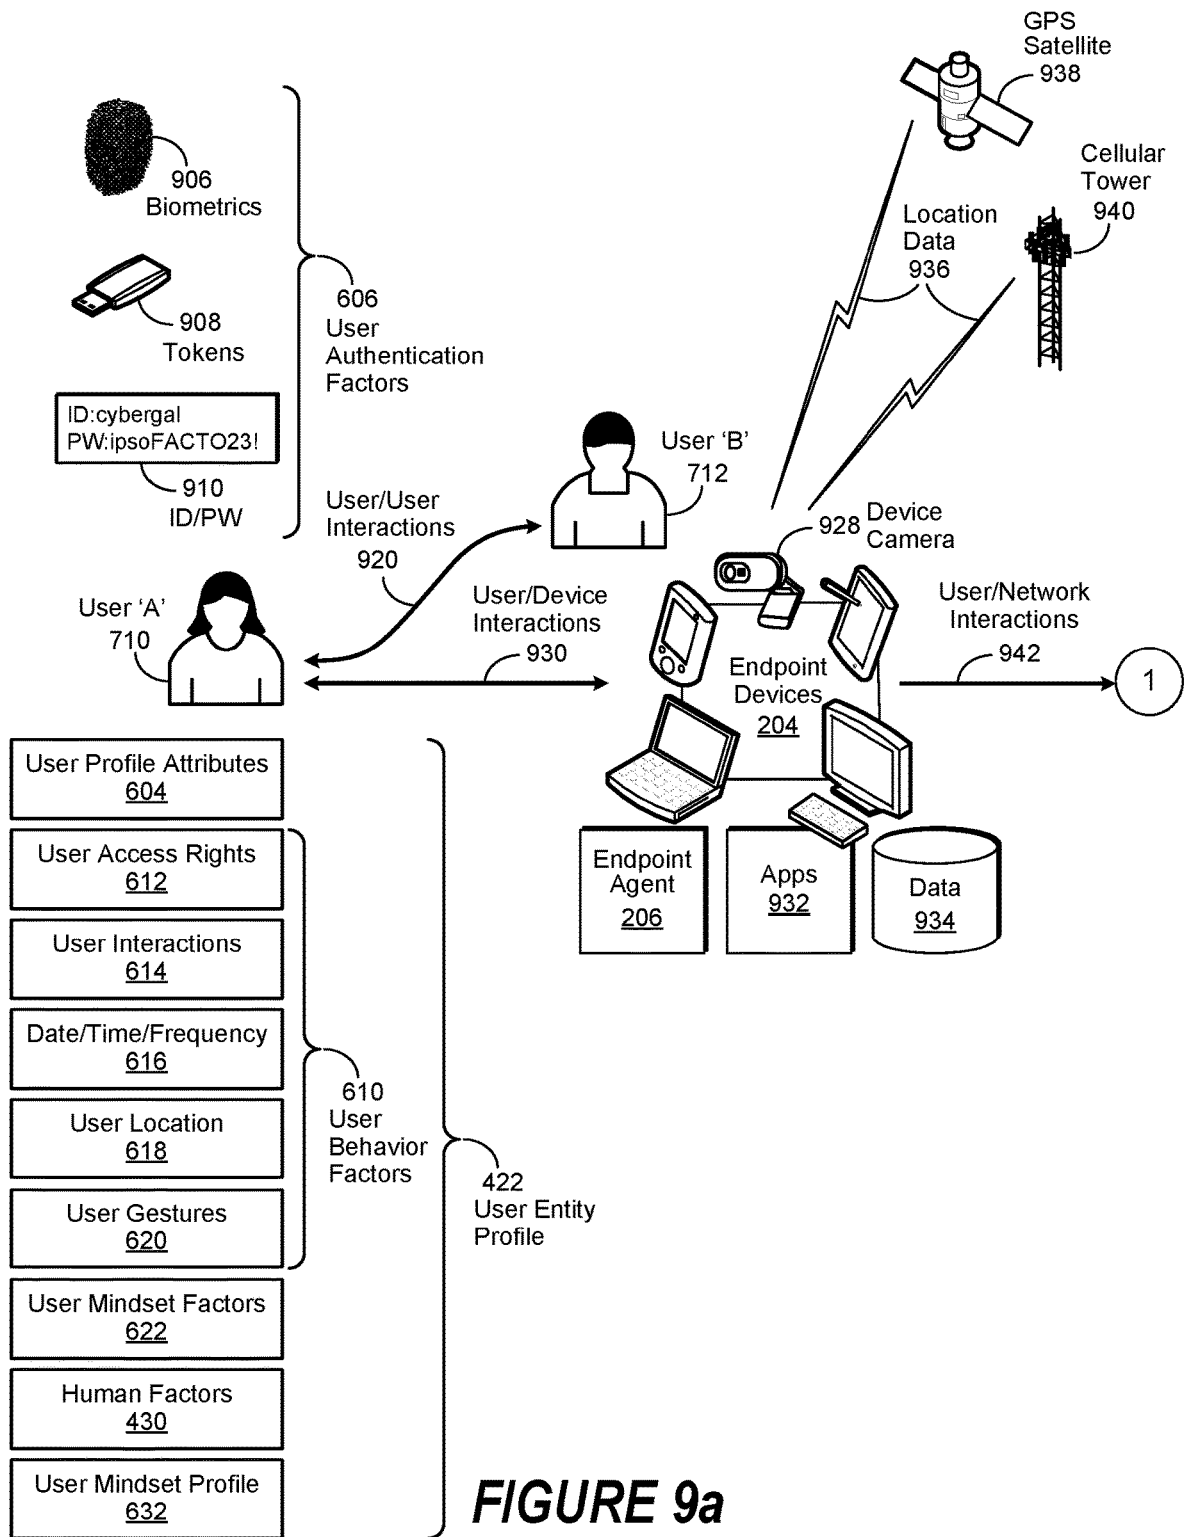 GPS
Satellite
938
Cellular
Tower
940
Location
Data
936
906
Biometrics
908
Tokens
ID:cybergal
PW:ipsoFACTO23!
910
ID/PW
606
User
Authentication
Factors
User 'B'
712
User/User
Interactions
920
928 Device
Camera
User 'A'
710
User/Device
Interactions
930
Endpoint
Devices
204
User/Network
Interactions
942
1
User Profile Attributes
604
User Access Rights
612
User Interactions
614
Date/Time/Frequency
616
User Location
618
User Gestures
620
User Mindset Factors
622
Human Factors
430
User Mindset Profile
632
610
User
Behavior
Factors
422
User Entity
Profile
Endpoint
Agent
206
Apps
932
Data
934
FIGURE 9a